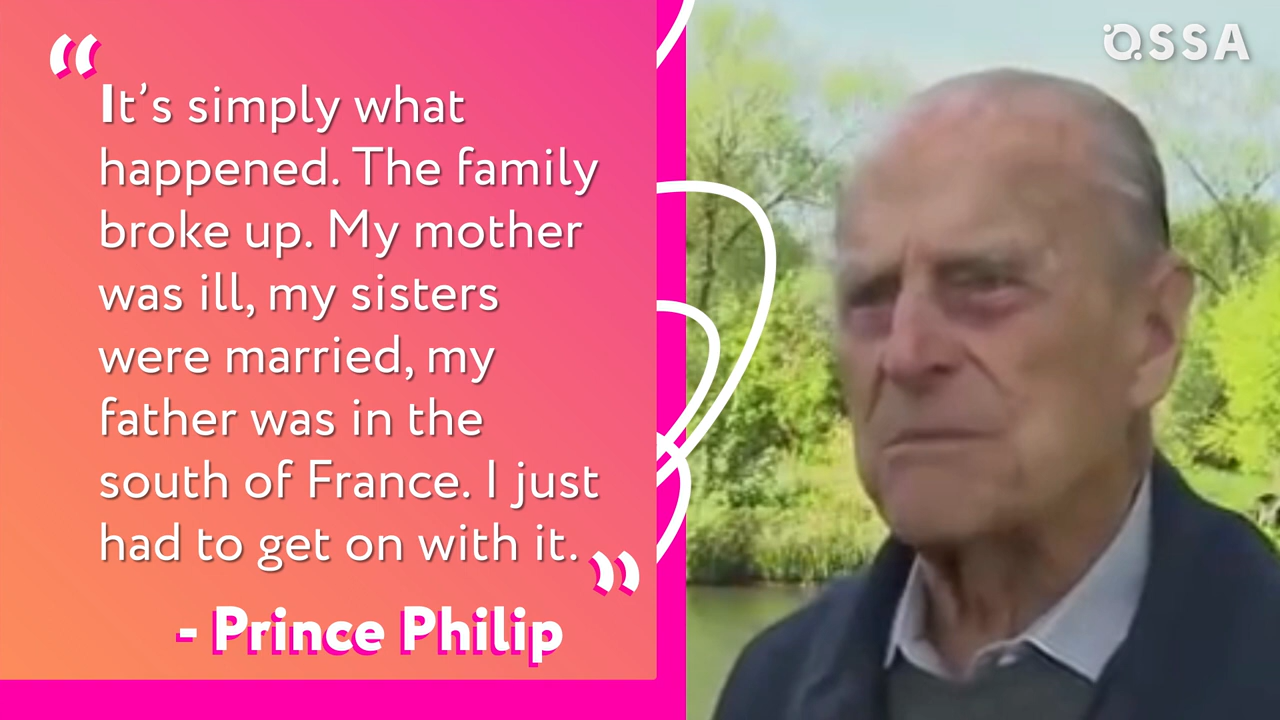 “
It’s simply what
happened. The family
broke up. My mother
was ill, my sisters
were married, my
father was in the
south of France. I just
had to get on with it.
”
- Prince Philip
OSSA